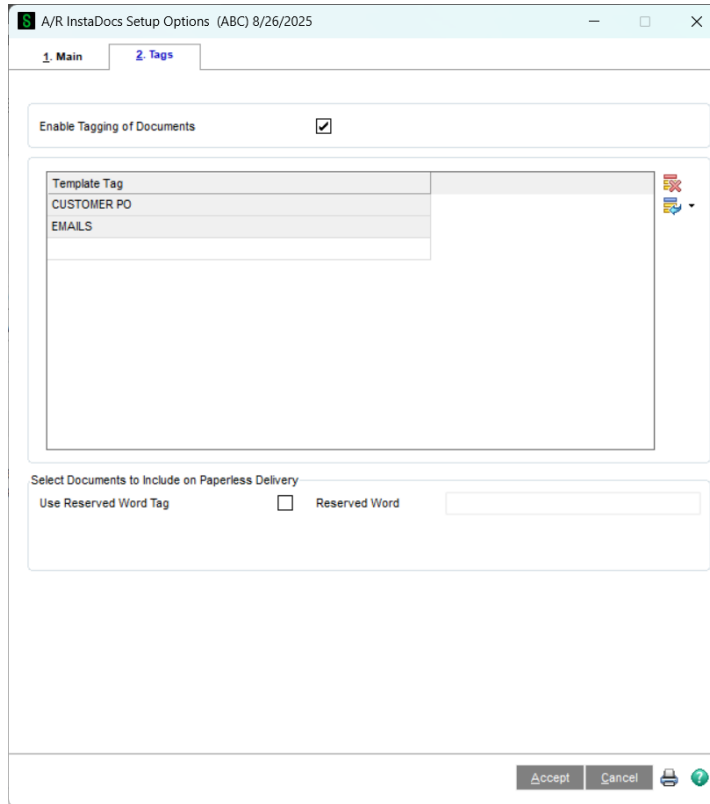 S A/R InstaDocs Setup Options (ABC) 8/26/2025
1. Main 2. Tags
Enable Tagging of Documents
Template Tag
CUSTOMER PO
EMAILS
Select Documents to Include on Paperless Delivery
Use Reserved Word Tag Reserved Word
Accept Cancel ?